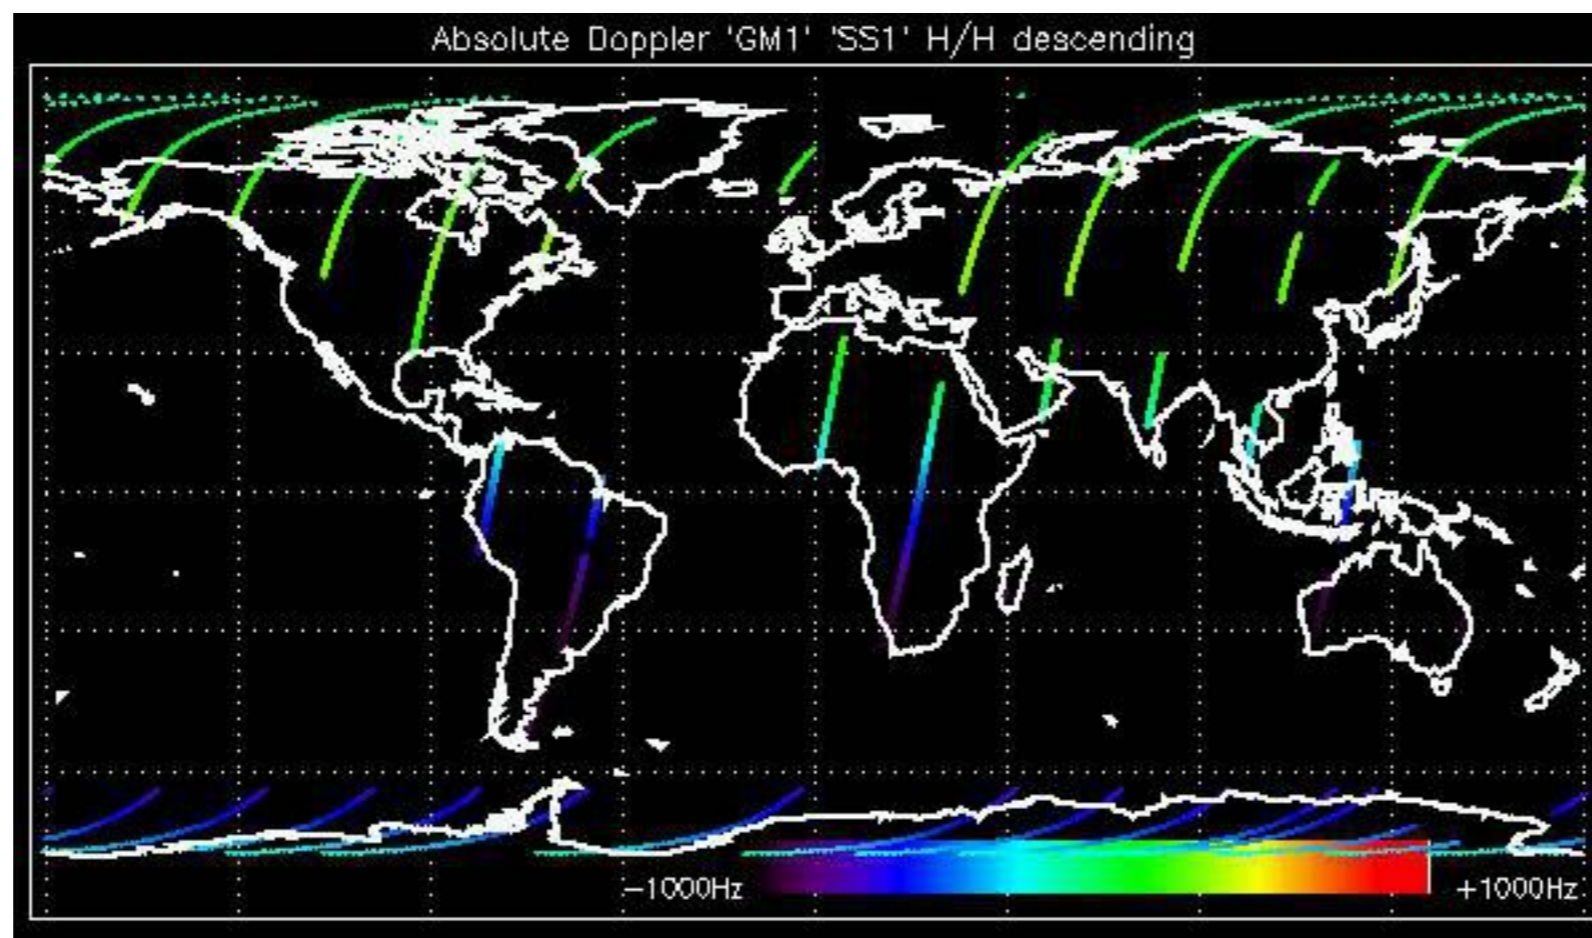 Absolute Doppler 'GM1' 'SS1' H/H descending
-1000Hz
+1000Hz